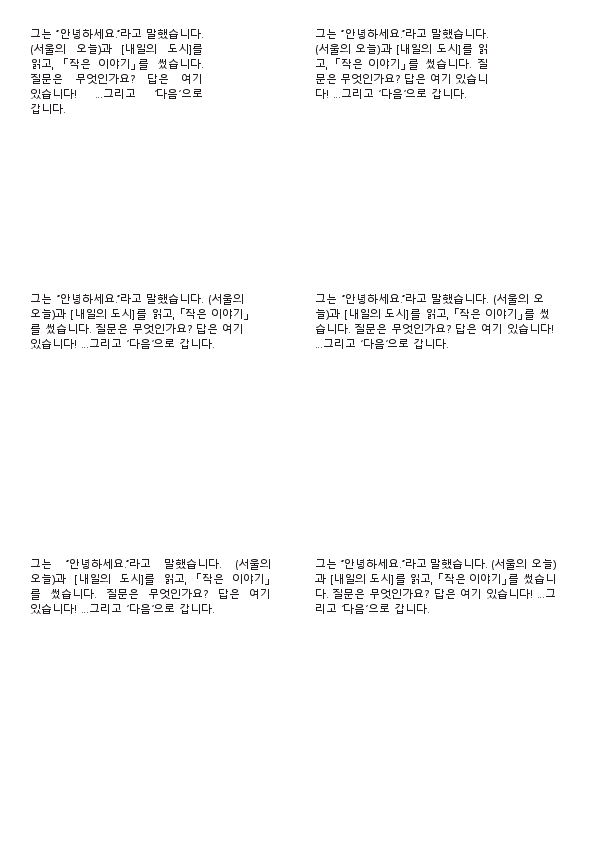 그는 “안녕하세요.”라고 말했습니다.
(서울의 오늘)과 [내일의 도시]를
읽고, 「작은 이야기」를 썼습니다.
질문은 무엇인가요? 답은 여기
있습니다! …그리고 ‘다음’으로
갑니다.
그는 “안녕하세요.”라고 말했습니다.
(서울의 오늘)과 [내일의 도시]를 읽
고, 「작은 이야기」를 썼습니다. 질
문은 무엇인가요? 답은 여기 있습니
다! …그리고 ‘다음’으로 갑니다.
그는 “안녕하세요.”라고 말했습니다. (서울의
오늘)과 [내일의 도시]를 읽고, 「작은 이야기」
를 썼습니다. 질문은 무엇인가요? 답은 여기
있습니다! …그리고 ‘다음’으로 갑니다.
그는 “안녕하세요.”라고 말했습니다. (서울의 오
늘)과 [내일의 도시]를 읽고, 「작은 이야기」를 썼
습니다. 질문은 무엇인가요? 답은 여기 있습니다!
…그리고 ‘다음’으로 갑니다.
그는 “안녕하세요.”라고 말했습니다. (서울의
오늘)과 [내일의 도시]를 읽고, 「작은 이야기」
를 썼습니다. 질문은 무엇인가요? 답은 여기
있습니다! …그리고 ‘다음’으로 갑니다.
그는 “안녕하세요.”라고 말했습니다. (서울의 오늘)
과 [내일의 도시]를 읽고, 「작은 이야기」를 썼습니
다. 질문은 무엇인가요? 답은 여기 있습니다! …그
리고 ‘다음’으로 갑니다.